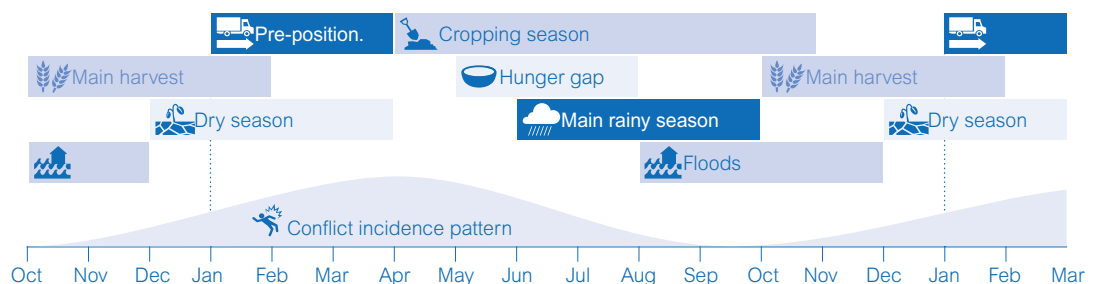 Pre-position.
Cropping season
Main harvest
Hunger gap
Main harvest
Dry season
Main rainy season
Dry season
Floods
Conflict incidence pattern
Oct Nov Dec Jan Feb Mar Apr May Jun Jul Aug Sep Oct Nov Dec Jan Feb Mar